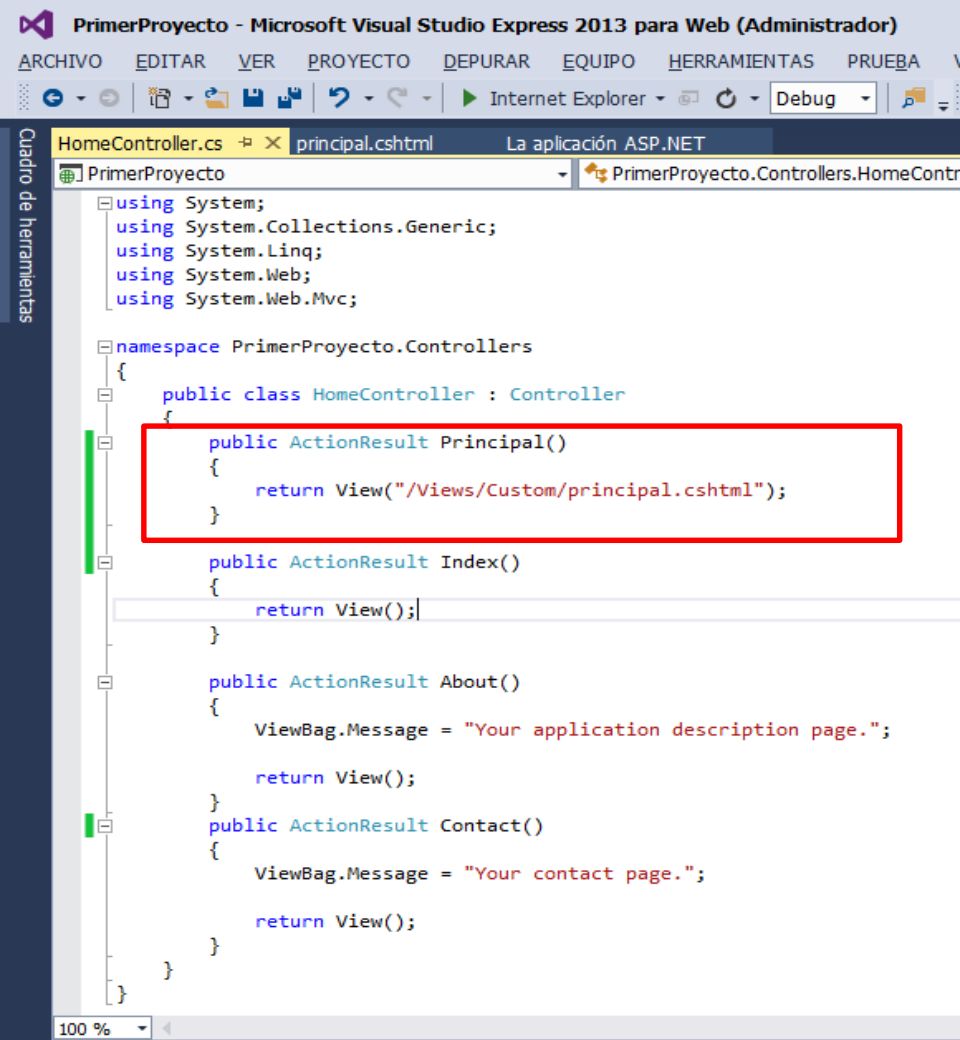 PrimerProyecto - Microsoft Visual Studio Express 2013 para Web (Administrador)
ARCHIVO EDITAR VER PROYECTO DEPURAR EQUIPO HERRAMIENTAS PRUEBA
Internet Explorer Debug
Cuadro de herramientas
HomeController.cs principal.cshtml La aplicación ASP.NET
PrimerProyecto PrimerProyecto.Controllers.HomeContr
using System;
using System.Collections.Generic;
using System.Linq;
using System.Web;
using System.Web.Mvc;
namespace PrimerProyecto.Controllers
{
public class HomeController : Controller
{
public ActionResult Principal()
{
return View("/Views/Custom/principal.cshtml");
}
public ActionResult Index()
{
return View();
}
public ActionResult About()
{
ViewBag.Message = "Your application description page.";
return View();
}
public ActionResult Contact()
{
ViewBag.Message = "Your contact page.";
return View();
}
}
}
100 %